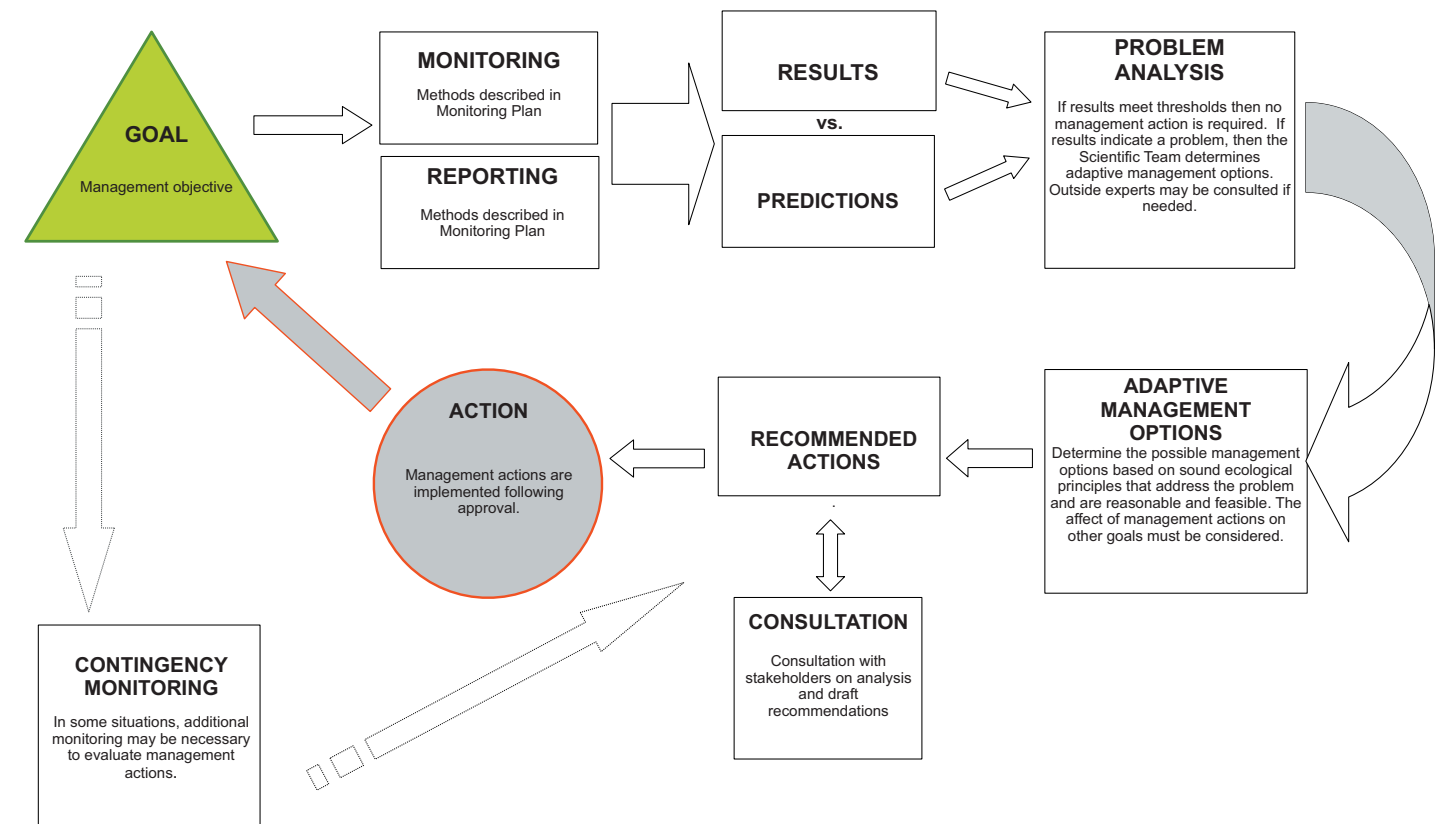 GOAL
Management objective
MONITORING
Methods described in
Monitoring Plan
REPORTING
Methods described in
Monitoring Plan
RESULTS
vs.
PREDICTIONS
PROBLEM
ANALYSIS
If results meet thresholds then no
management action is required.  If
results indicate a problem, then the
Scientific Team determines
adaptive management options.
Outside experts may be consulted if
needed.
ADAPTIVE
MANAGEMENT
OPTIONS
Determine the possible management
options based on sound ecological
principles that address the problem
and are reasonable and feasible. The
affect of management actions on
other goals must be considered.
RECOMMENDED
ACTIONS
.
CONSULTATION
Consultation with
stakeholders on analysis
and draft
recommendations
ACTION
Management actions are
implemented following
approval.
CONTINGENCY
MONITORING
In some situations, additional
monitoring may be necessary
to evaluate management
actions.